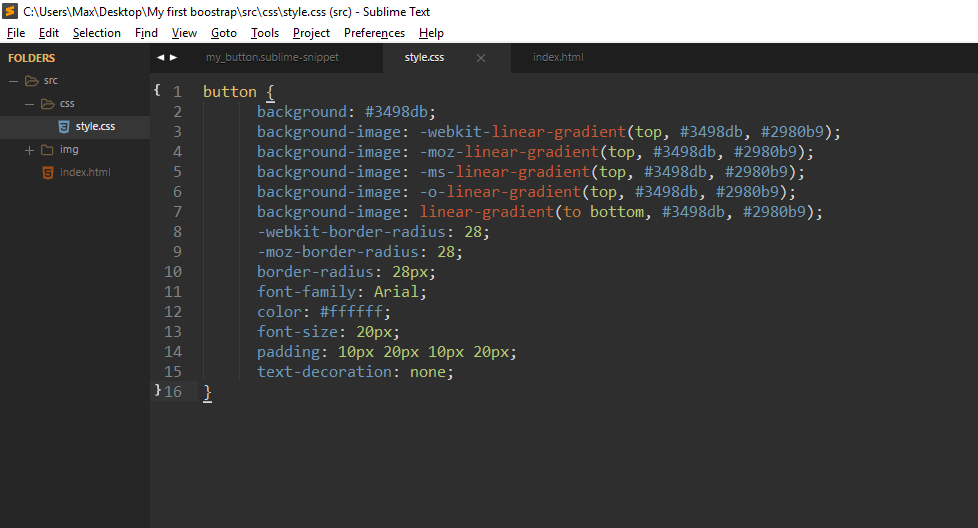 C:\Users\Max\Desktop\My first boostrap\src\css\style.css (src) - Sublime Text
File Edit Selection Find View Goto Tools Project Preferences Help
FOLDERS
src
css
style.css
img
index.html
my_button.sublime-snippet style.css index.html
1 button {
2 background: #3498db;
3 background-image: -webkit-linear-gradient(top, #3498db, #2980b9);
4 background-image: -moz-linear-gradient(top, #3498db, #2980b9);
5 background-image: -ms-linear-gradient(top, #3498db, #2980b9);
6 background-image: -o-linear-gradient(top, #3498db, #2980b9);
7 background-image: linear-gradient(to bottom, #3498db, #2980b9);
8 -webkit-border-radius: 28;
9 -moz-border-radius: 28;
10 border-radius: 28px;
11 font-family: Arial;
12 color: #ffffff;
13 font-size: 20px;
14 padding: 10px 20px 10px 20px;
15 text-decoration: none;
16 }